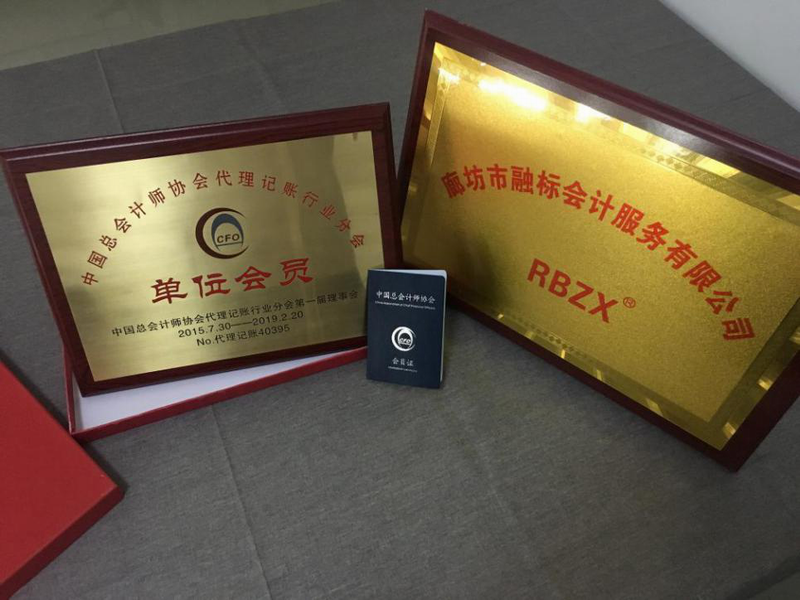 中国总会计师协会代理记账行业分会
CFO
单位会员
中国总会计师协会代理记账行业分会第一届理事会
2015.7.30——2019.2.20
No.代理记账40395
中国总会计师协会
CFO
会员证
廊坊市融标会计服务有限公司
RBZX®